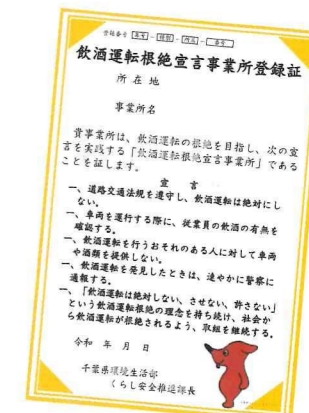 登録番号 年号 - 種別 - 所属 - 番号
飲酒運転根絶宣言事業所登録証
所在地
事業所名
貴事業所は、飲酒運転の根絶を目指し、次の宣
言を実践する「飲酒運転根絶宣言事業所」である
ことを証します。
宣 言
一、道路交通法規を遵守し、飲酒運転は絶対にし
ない。
一、車両を運行する際に、従業員の飲酒の有無を
確認する。
一、飲酒運転を行うおそれのある人に対して車両
や酒類を提供しない。
一、飲酒運転を発見したときは、速やかに警察に
通報する。
一、「飲酒運転は絶対しない、させない、許さない」
という飲酒運転根絶の理念を持ち続け、社会か
ら飲酒運転が根絶されるよう、取組を継続する。
令和 年 月 日
千葉県環境生活部
くらし安全推進課長